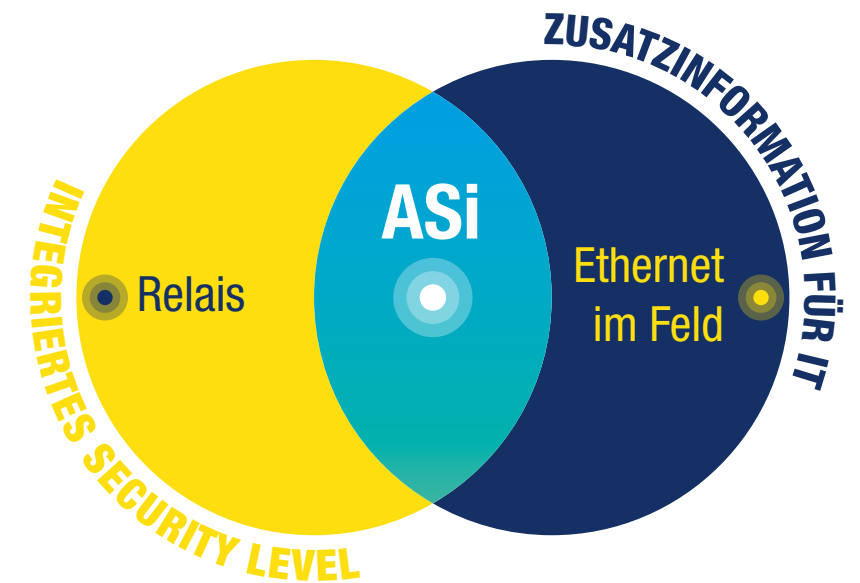 ZUSATZINFORMATION FÜR IT
ASi
Relais
Ethernet
im Feld
INTEGRIERTES SECURITY LEVEL